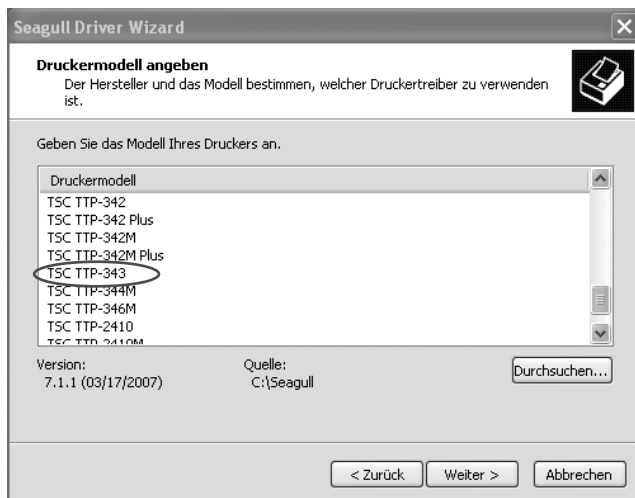 Seagull Driver Wizard
Druckermodell angeben
Der Hersteller und das Modell bestimmen, welcher Druckertreiber zu verwenden
ist.
Geben Sie das Modell Ihres Druckers an.
Druckermodell
TSC TTP-342
TSC TTP-342 Plus
TSC TTP-342M
TSC TTP-342M Plus
TSC TTP-343
TSC TTP-344M
TSC TTP-346M
TSC TTP-2410
TSC TTP-2410M
Version: Quelle:
7.1.1 (03/17/2007) C:\Seagull Durchsuchen...
< Zurück Weiter > Abbrechen